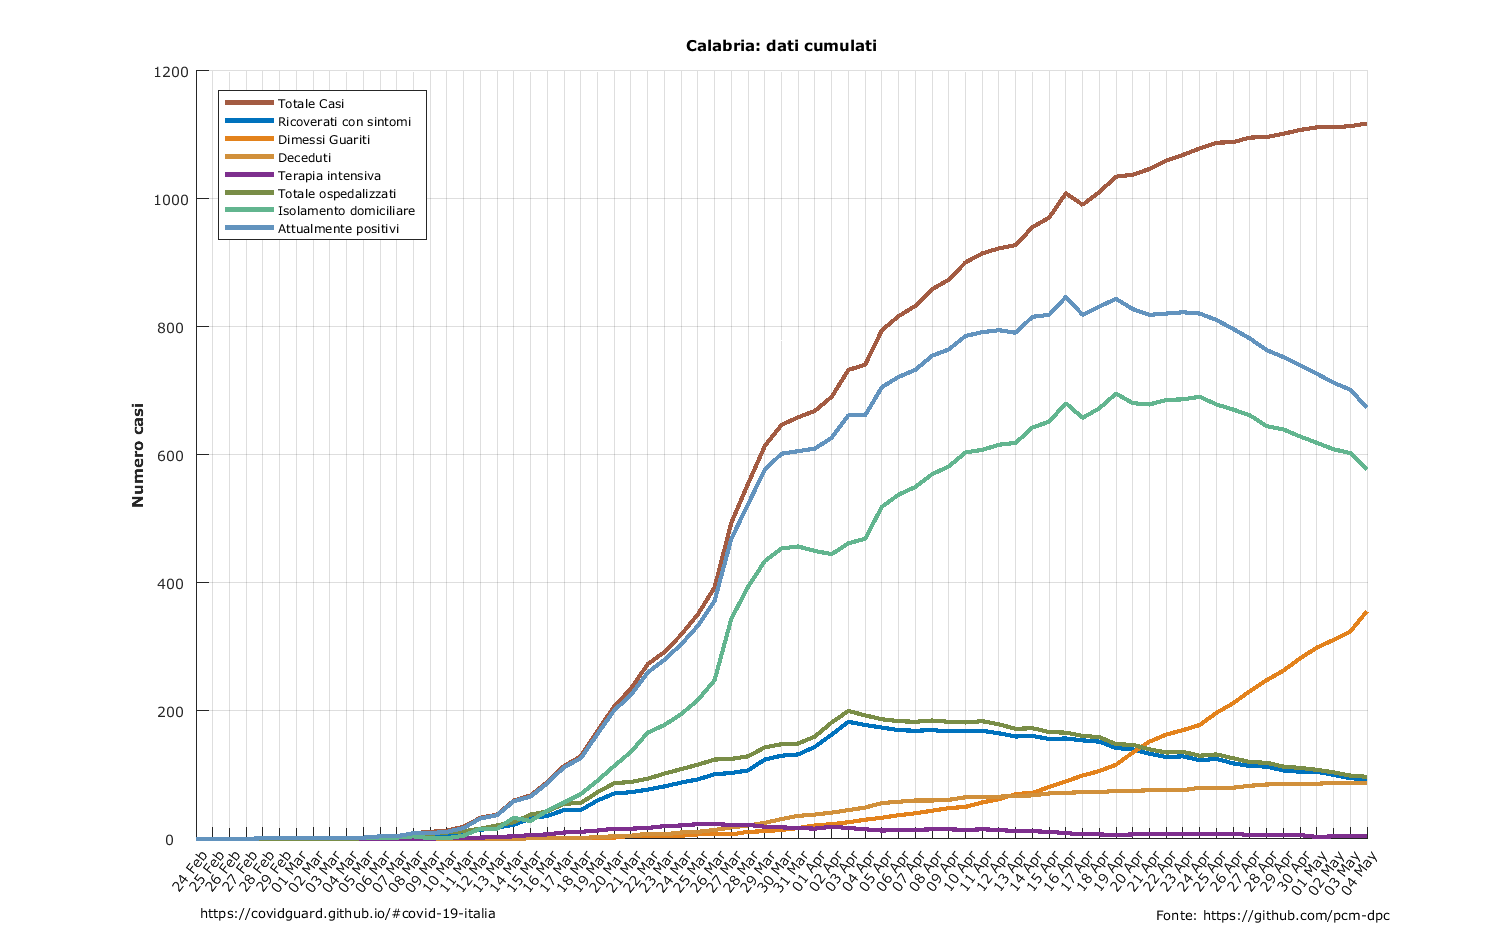 Calabria: dati cumulati
1200
1000
800
600
400
200
0
Numero casi
Totale Casi
Ricoverati con sintomi
Dimessi Guariti
Deceduti
Terapia intensiva
Totale ospedalizzati
Isolamento domiciliare
Attualmente positivi
24 Feb
25 Feb
26 Feb
27 Feb
28 Feb
29 Feb
01 Mar
02 Mar
03 Mar
04 Mar
05 Mar
06 Mar
07 Mar
08 Mar
09 Mar
10 Mar
11 Mar
12 Mar
13 Mar
14 Mar
15 Mar
16 Mar
17 Mar
18 Mar
19 Mar
20 Mar
21 Mar
22 Mar
23 Mar
24 Mar
25 Mar
26 Mar
27 Mar
28 Mar
29 Mar
30 Mar
31 Mar
01 Apr
02 Apr
03 Apr
04 Apr
05 Apr
06 Apr
07 Apr
08 Apr
09 Apr
10 Apr
11 Apr
12 Apr
13 Apr
14 Apr
15 Apr
16 Apr
17 Apr
18 Apr
19 Apr
20 Apr
21 Apr
22 Apr
23 Apr
24 Apr
25 Apr
26 Apr
27 Apr
28 Apr
29 Apr
30 Apr
01 May
02 May
03 May
04 May
https://covidguard.github.io/#covid-19-italia
Fonte: https://github.com/pcm-dpc